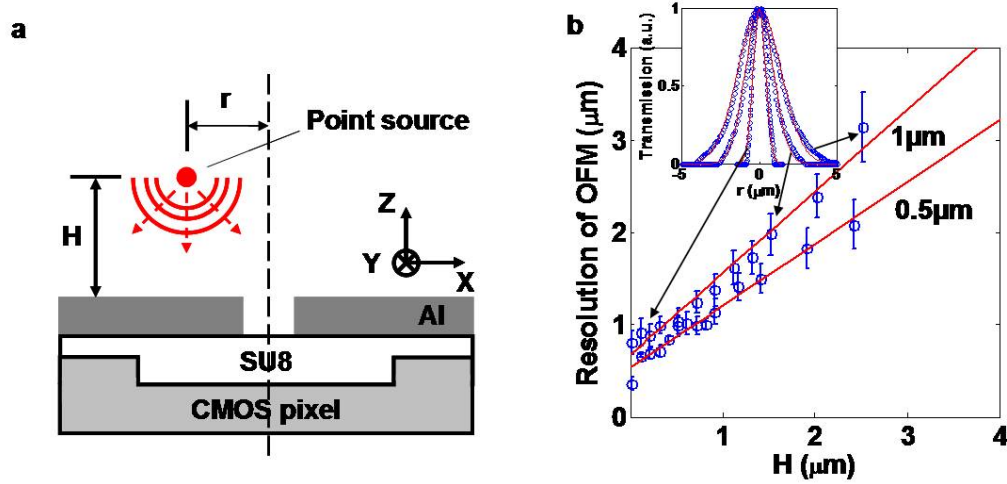 a
r
Point source
H
Z
Y
X
Al
SU8
CMOS pixel
b
Resolution of OFM (μm)
4
3
2
1
0
1
2
3
4
H (μm)
1μm
0.5μm
Transmission (a.u.)
1
0.5
0
-5
0
5
r (μm)